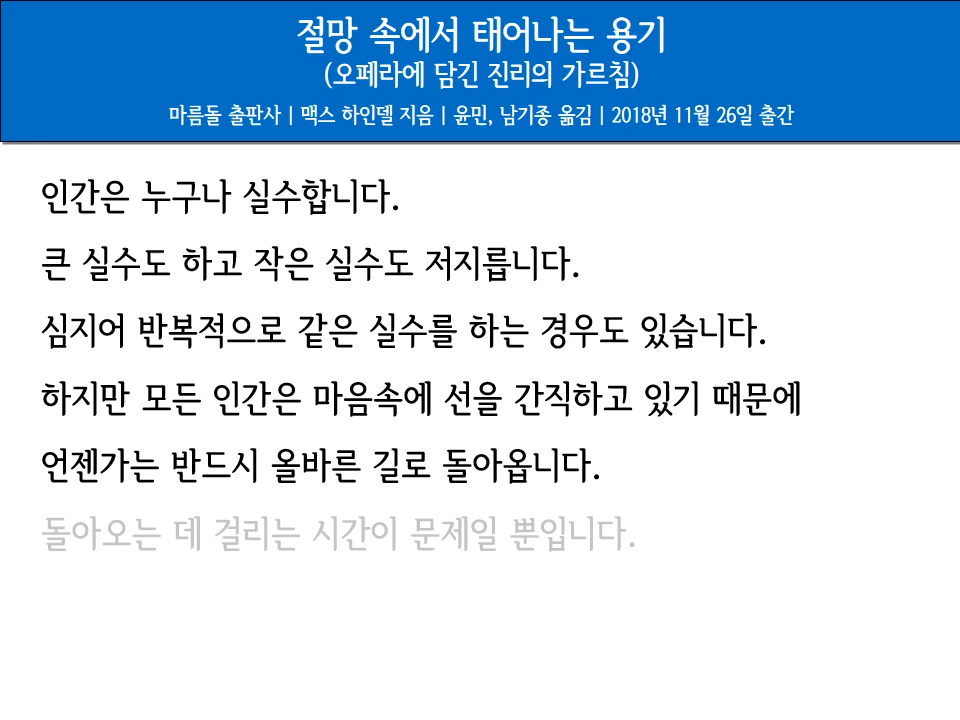 절망 속에서 태어나는 용기
(오페라에 담긴 진리의 가르침)
마름돌 출판사 | 맥스 하인델 지음 | 윤민, 남기종 옮김 | 2018년 11월 26일 출간
인간은 누구나 실수합니다.
큰 실수도 하고 작은 실수도 저지릅니다.
심지어 반복적으로 같은 실수를 하는 경우도 있습니다.
하지만 모든 인간은 마음속에 선을 간직하고 있기 때문에
언젠가는 반드시 올바른 길로 돌아옵니다.
돌아오는 데 걸리는 시간이 문제일 뿐입니다.